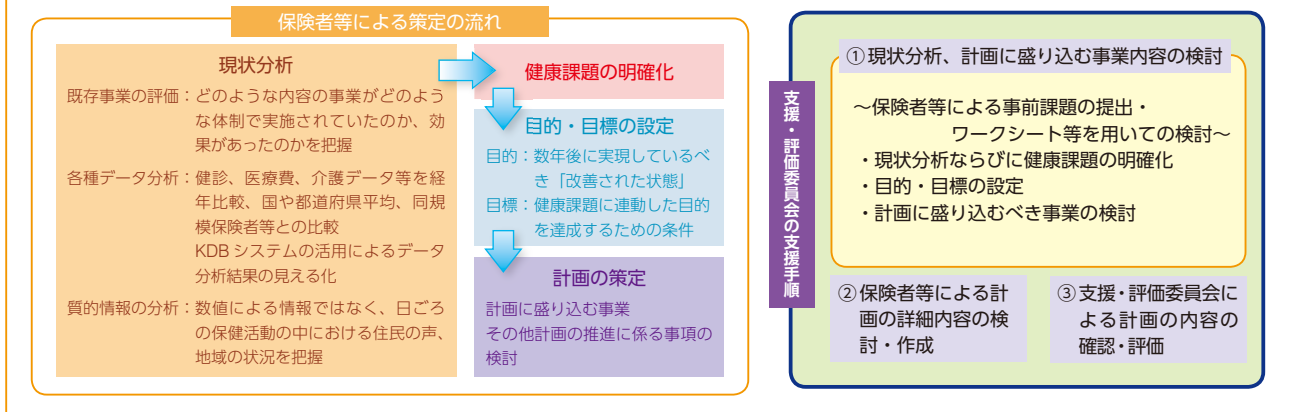 保険者等による策定の流れ
現状分析
既存事業の評価：どのような内容の事業がどのよう
な体制で実施されていたのか、効
果があったのかを把握
各種データ分析：健診、医療費、介護データ等を経
年比較、国や都道府県平均、同規
模保険者等との比較
KDBシステムの活用によるデータ
分析結果の見える化
質的情報の分析：数値による情報ではなく、日ごろ
の保健活動の中における住民の声、
地域の状況を把握
健康課題の明確化
目的・目標の設定
目的：数年後に実現しているべ
き「改善された状態」
目標：健康課題に連動した目的
を達成するための条件
計画の策定
計画に盛り込む事業
その他計画の推進に係る事項の
検討
支援・評価委員会の支援手順
①現状分析、計画に盛り込む事業内容の検討
～保険者等による事前課題の提出・
ワークシート等を用いての検討～
・現状分析ならびに健康課題の明確化
・目的・目標の設定
・計画に盛り込むべき事業の検討
②保険者等による計
画の詳細内容の検
討・作成
③支援・評価委員会に
よる計画の内容の
確認・評価